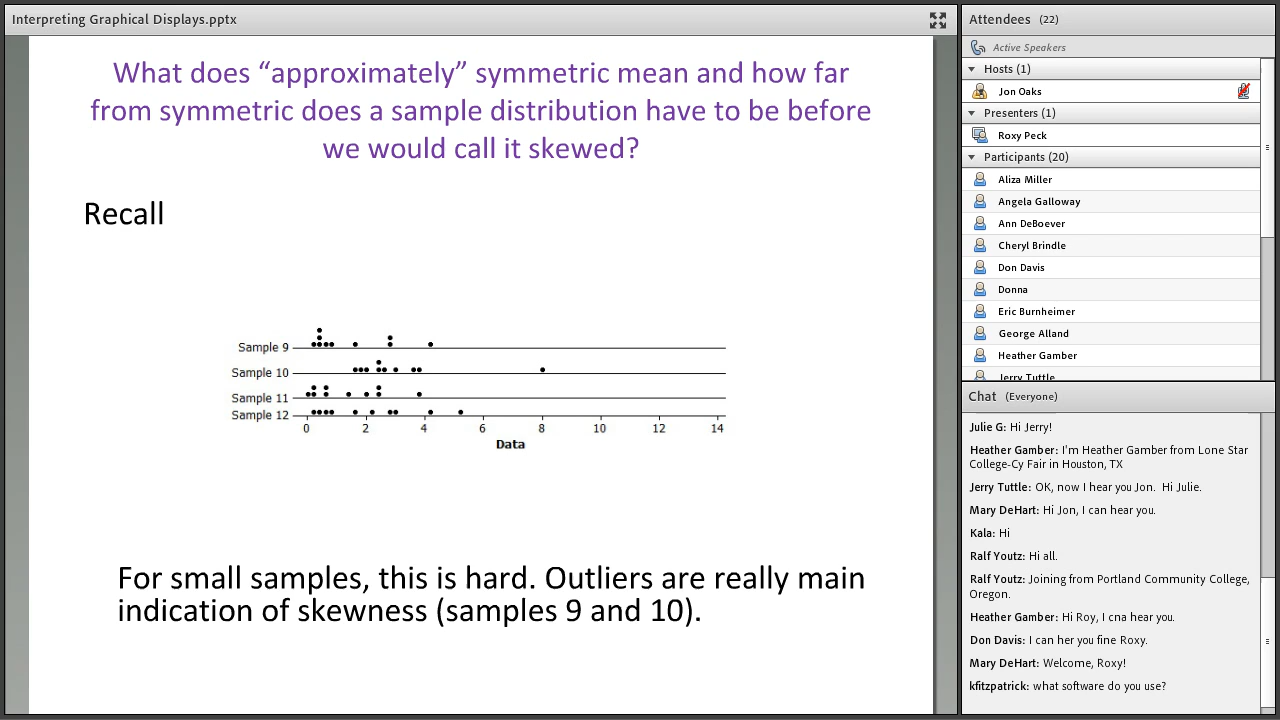 Interpreting Graphical Displays.pptx
What does “approximately” symmetric mean and how far
from symmetric does a sample distribution have to be before
we would call it skewed?
Recall
Sample 9
Sample 10
Sample 11
Sample 12
0 2 4 6 8 10 12 14
Data
For small samples, this is hard. Outliers are really main
indication of skewness (samples 9 and 10).
Attendees (22)
Active Speakers
Hosts (1)
Jon Oaks
Presenters (1)
Roxy Peck
Participants (20)
Aliza Miller
Angela Galloway
Ann DeBoever
Cheryl Brindle
Don Davis
Donna
Eric Burnheimer
George Alland
Heather Gamber
Jerry Tuttle
Chat (Everyone)
Julie G: Hi Jerry!
Heather Gamber: I'm Heather Gamber from Lone Star
College-Cy Fair in Houston, TX
Jerry Tuttle: OK, now I hear you Jon. Hi Julie.
Mary DeHart: Hi Jon, I can hear you.
Kala: Hi
Ralf Youtz: Hi all.
Ralf Youtz: Joining from Portland Community College,
Oregon.
Heather Gamber: Hi Roy, I cna hear you.
Don Davis: I can her you fine Roxy.
Mary DeHart: Welcome, Roxy!
kfitzpatrick: what software do you use?